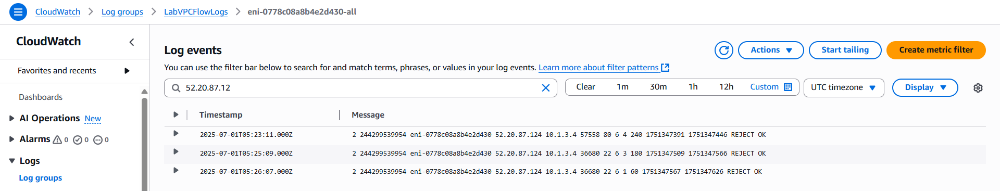 CloudWatch > Log groups > LabVPCFlowLogs > eni-0778c08a8b4e2d430-all
CloudWatch
Favorites and recents
Dashboards
AI Operations New
Alarms 0 0 0
Logs
Log groups
Log events
Actions
Start tailing
Create metric filter
You can use the filter bar below to search for and match terms, phrases, or values in your log events. Learn more about filter patterns
52.20.87.12
Clear 1m 30m 1h 12h Custom
UTC timezone
Display
Timestamp Message
2025-07-01T05:23:11.000Z 2 244299539954 eni-0778c08a8b4e2d430 52.20.87.124 10.1.3.4 57558 80 6 4 240 1751347391 1751347446 REJECT OK
2025-07-01T05:25:09.000Z 2 244299539954 eni-0778c08a8b4e2d430 52.20.87.124 10.1.3.4 36680 22 6 3 180 1751347509 1751347566 REJECT OK
2025-07-01T05:26:07.000Z 2 244299539954 eni-0778c08a8b4e2d430 52.20.87.124 10.1.3.4 36680 22 6 1 60 1751347567 1751347626 REJECT OK